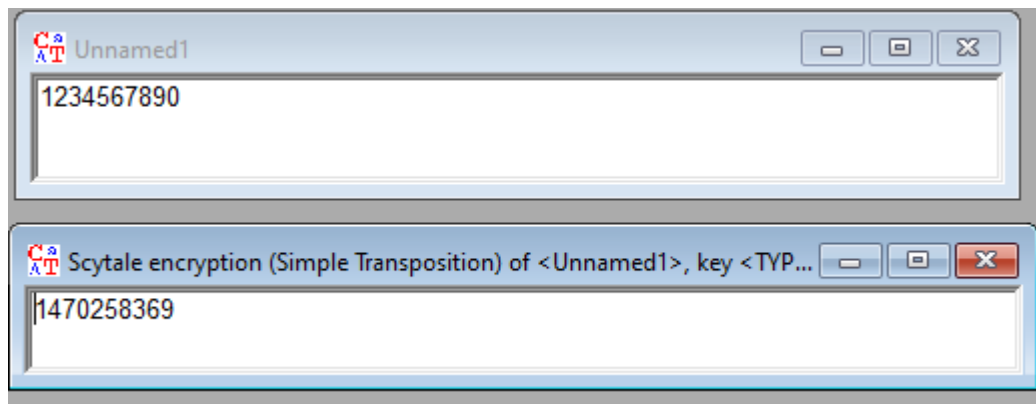 Unnamed1
1234567890
Scytale encryption (Simple Transposition) of <Unnamed1>, key <TYP...
1470258369